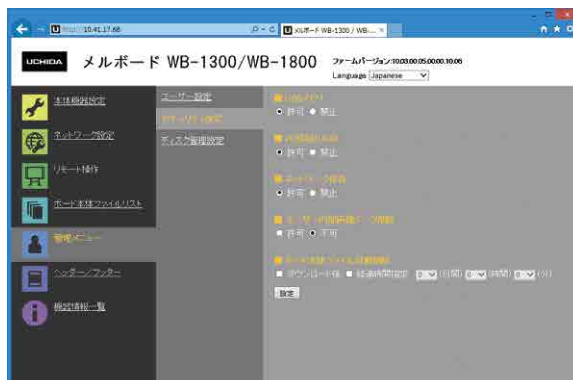 10.41.17.68
メルボード WB-1300 / WB-...
UCHIDA メルボード WB-1300/WB-1800
ファームバージョン:10.03.00.05.00.00.10.06
Language Japanese
本体機器設定
ネットワーク設定
リモート操作
ボード本体ファイルリスト
管理メニュー
ヘッダー/フッター
機器情報一覧
ユーザー設定
セキュリティ設定
ディスク管理設定
許可 禁止
許可 禁止
許可 禁止
許可 不可
ダウンロード後 経過時間指定 0 (日間) 0 (時間) 0 (分)
設定